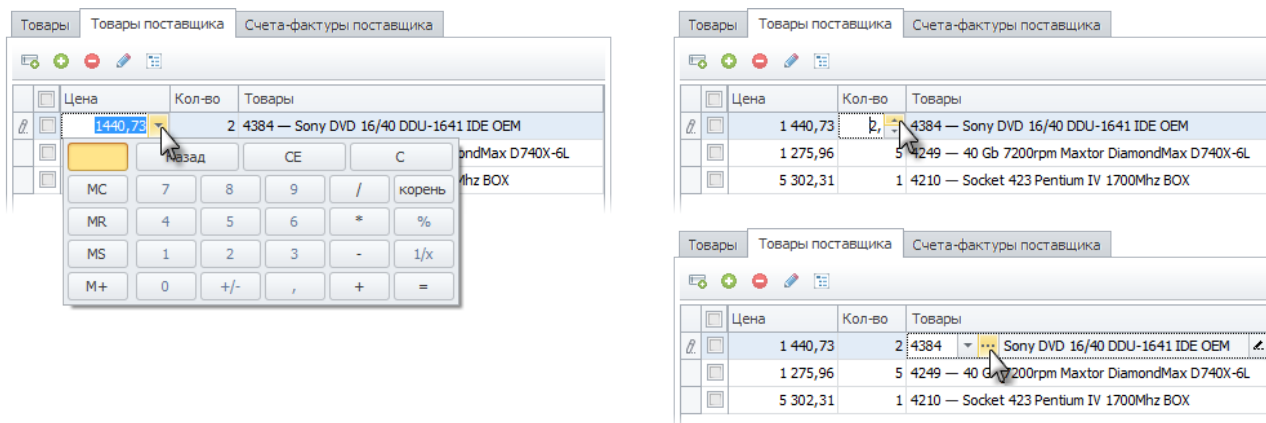 Товары Товары поставщика Счета-фактуры поставщика
Цена Кол-во Товары
1440,73 2 4384 — Sony DVD 16/40 DDU-1641 IDE OEM
DiamondMax D740X-6L
BOX
Назад CE C
MC 7 8 9 / корень
MR 4 5 6 * %
MS 1 2 3 - 1/x
M+ 0 +/- , + =
Товары Товары поставщика Счета-фактуры поставщика
Цена Кол-во Товары
1 440,73 2, 4384 — Sony DVD 16/40 DDU-1641 IDE OEM
1 275,96 5 4249 — 40 Gb 7200rpm Maxtor DiamondMax D740X-6L
5 302,31 1 4210 — Socket 423 Pentium IV 1700Mhz BOX
Товары Товары поставщика Счета-фактуры поставщика
Цена Кол-во Товары
1 440,73 2 4384 ... Sony DVD 16/40 DDU-1641 IDE OEM
1 275,96 5 4249 — 40 Gb 7200rpm Maxtor DiamondMax D740X-6L
5 302,31 1 4210 — Socket 423 Pentium IV 1700Mhz BOX